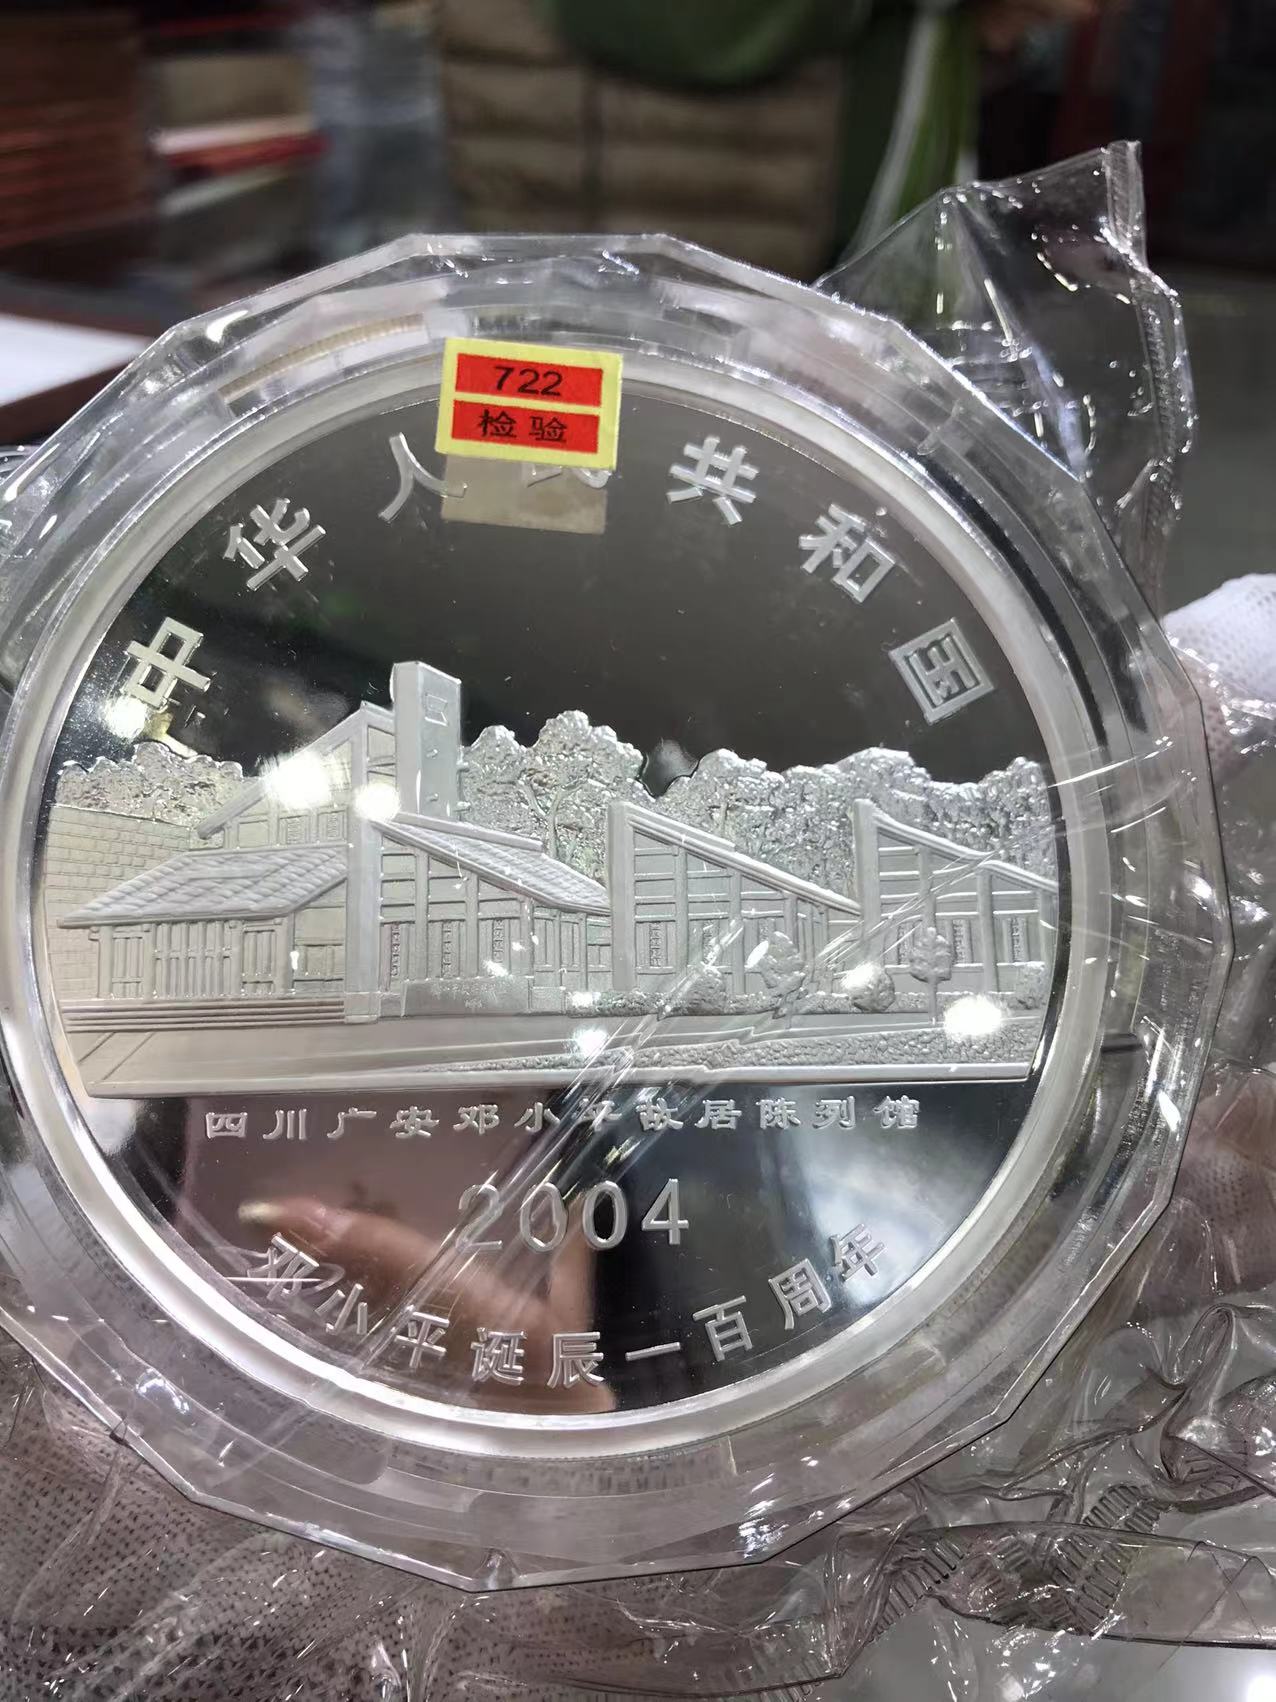 722
检验
中华人民共和国
四川广安邓小平故居陈列馆
2004
邓小平诞辰一百周年